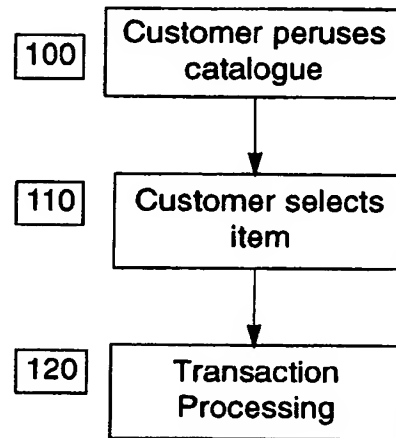 100
Customer peruses
catalogue
110
Customer selects
item
120
Transaction
Processing